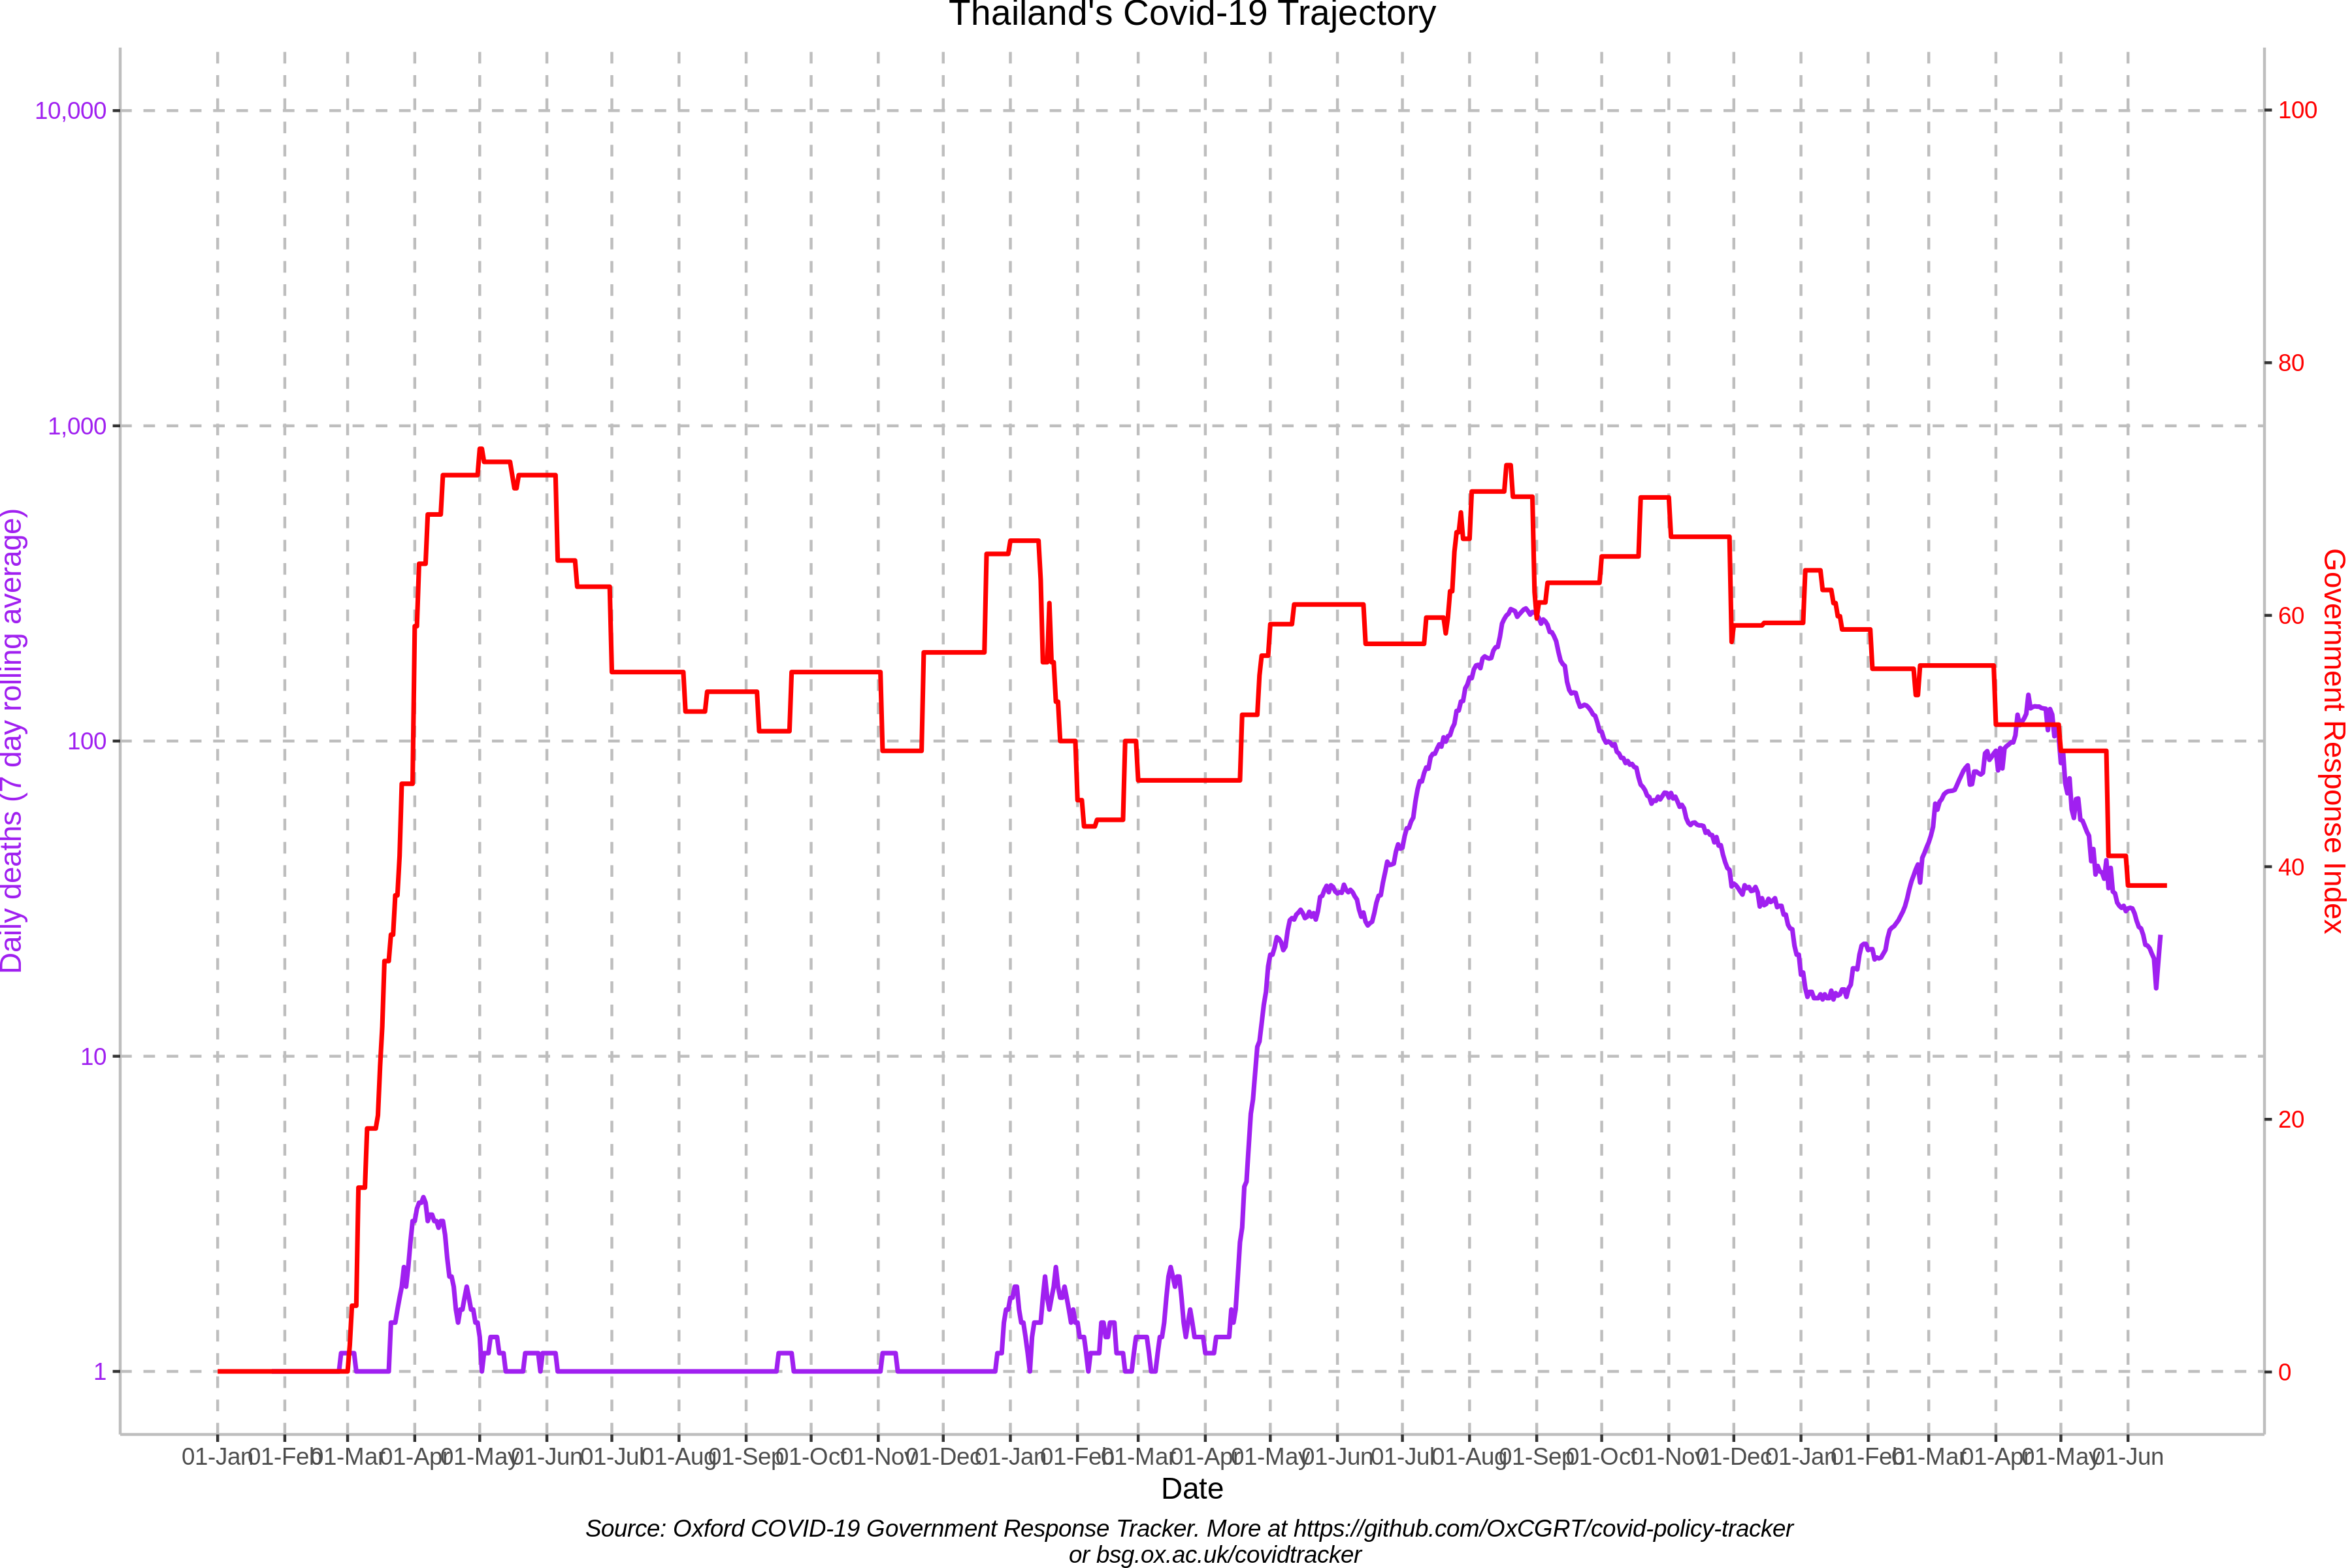 Thailand's Covid-19 Trajectory
Daily deaths (7 day rolling average)
10,000
1,000
100
10
1
100
80
60
40
20
0
Government Response Index
01-Jan 01-Feb 01-Mar 01-Apr 01-May 01-Jun 01-Jul 01-Aug 01-Sep 01-Oct 01-Nov 01-Dec 01-Jan 01-Feb 01-Mar 01-Apr 01-May 01-Jun 01-Jul 01-Aug 01-Sep 01-Oct 01-Nov 01-Dec 01-Jan 01-Feb 01-Mar 01-Apr 01-May 01-Jun
Date
Source: Oxford COVID-19 Government Response Tracker. More at https://github.com/OxCGRT/covid-policy-tracker
or bsg.ox.ac.uk/covidtracker